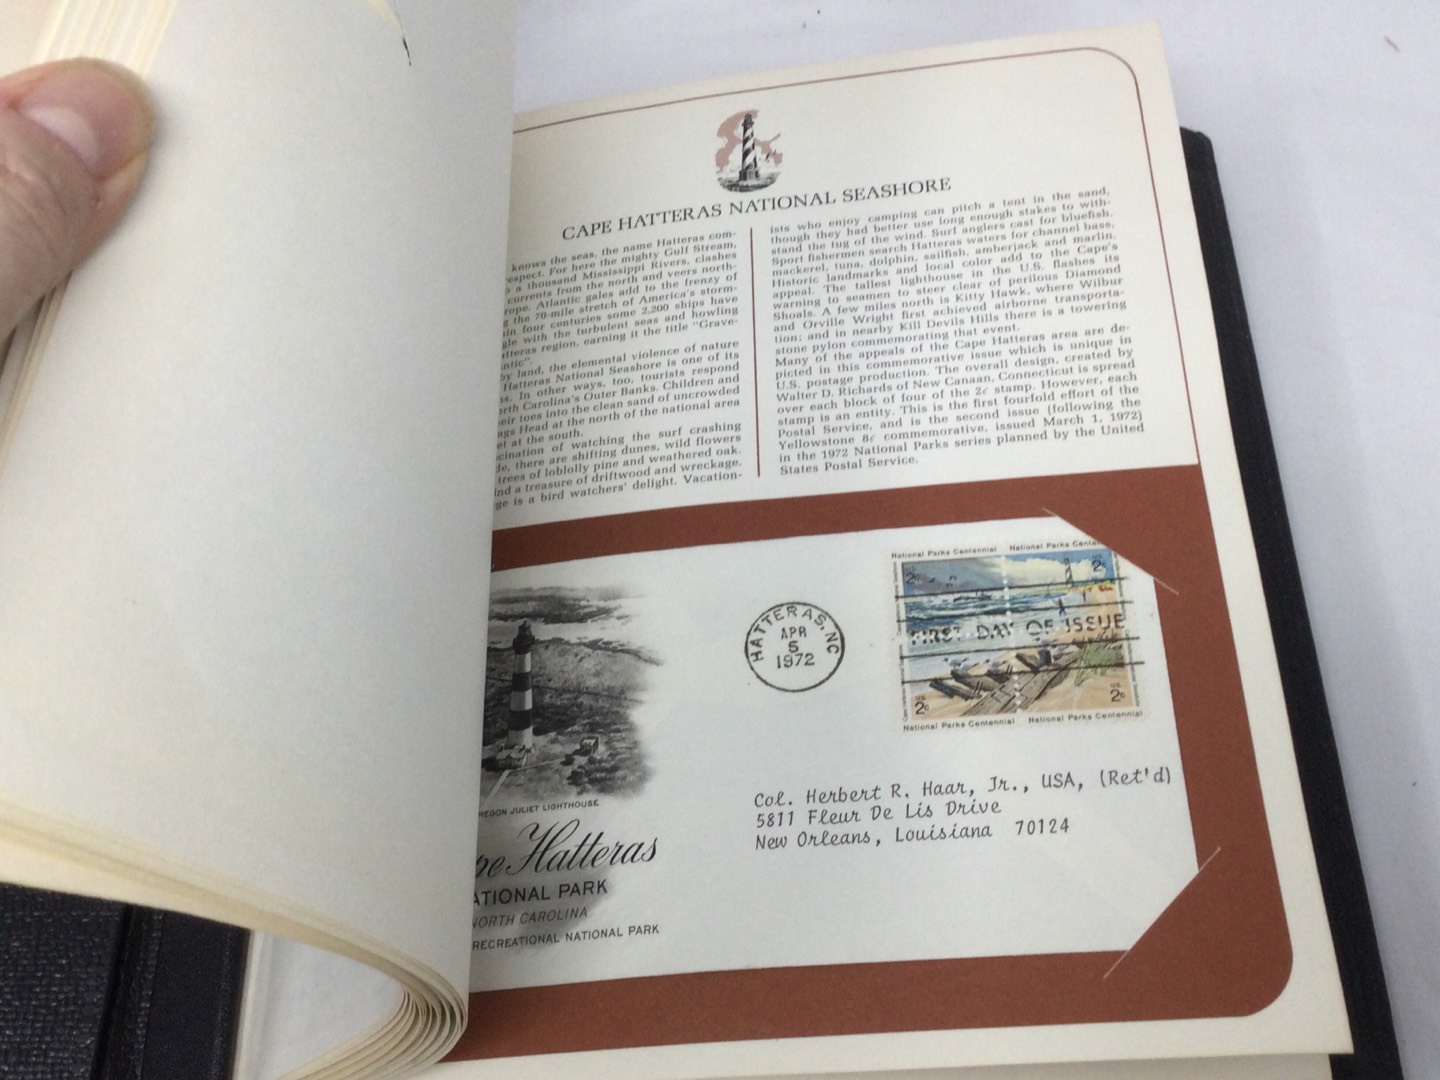 CAPE HATTERAS NATIONAL SEASHORE
knows the seas, the name Hatteras com-
respect. For here the mighty Gulf Stream,
a thousand Mississippi Rivers, clashes
currents from the north and veers north-
rope. Atlantic gales add to the frenzy of
g the 70-mile stretch of America's storm-
in four centuries some 2,200 ships have
gle with the turbulent seas and howling
tteras region, earning it the title "Grave-
ntic".
by land, the elemental violence of nature
Hatteras National Seashore is one of its
s. In other ways, too, tourists respond
rth Carolina's Outer Banks. Children and
eir toes into the clean sand of uncrowded
ags Head at the north of the national area
et at the south.
cination of watching the surf crashing
de, there are shifting dunes, wild flowers
trees of loblolly pine and weathered oak.
nd a treasure of driftwood and wreckage.
ge is a bird watchers' delight. Vacation-
ists who enjoy camping can pitch a tent in the sand,
though they had better use long enough stakes to with-
stand the tug of the wind. Surf anglers cast for bluefish.
Sport fishermen search Hatteras waters for channel bass,
mackerel, tuna, dolphin, sailfish, amberjack and marlin.
Historic landmarks and local color add to the Cape's
appeal. The tallest lighthouse in the U.S. flashes its
warning to seamen to steer clear of perilous Diamond
Shoals. A few miles north is Kitty Hawk, where Wilbur
and Orville Wright first achieved airborne transporta-
tion; and in nearby Kill Devils Hills there is a towering
stone pylon commemorating that event.
Many of the appeals of the Cape Hatteras area are de-
picted in this commemorative issue which is unique in
U.S. postage production. The overall design, created by
Walter D. Richards of New Canaan, Connecticut is spread
over each block of four of the 2¢ stamp. However, each
stamp is an entity. This is the first fourfold effort of the
Postal Service, and is the second issue (following the
Yellowstone 8¢ commemorative, issued March 1, 1972)
in the 1972 National Parks series planned by the United
States Postal Service.
National Parks Centennial National Parks Cente
2c
U.S.
2c
HATTERAS, NC
APR
5
1972
FIRST DAY OF ISSUE
U.S.
2c
U.S.
2c
National Parks Centennial National Parks Centennial
REGON JULIET LIGHTHOUSE
pe Hatteras
ATIONAL PARK
NORTH CAROLINA
RECREATIONAL NATIONAL PARK
Col. Herbert R. Haar, Jr., USA, (Ret'd)
5811 Fleur De Lis Drive
New Orleans, Louisiana 70124